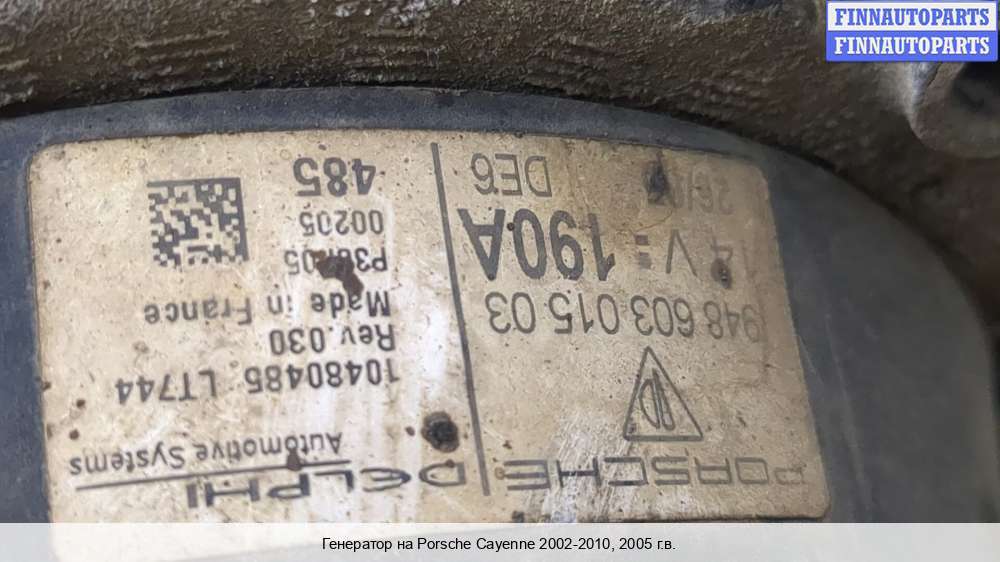 FINNAUTOPARTS
FINNAUTOPARTS
PORSCHE
948 603 015 03
14 V = 190A
DE6
DELPHI
Automotive Systems
10480485 LT744
Rev.030
Made in France
00205
485
Генератор на Porsche Cayenne 2002-2010, 2005 г.в.